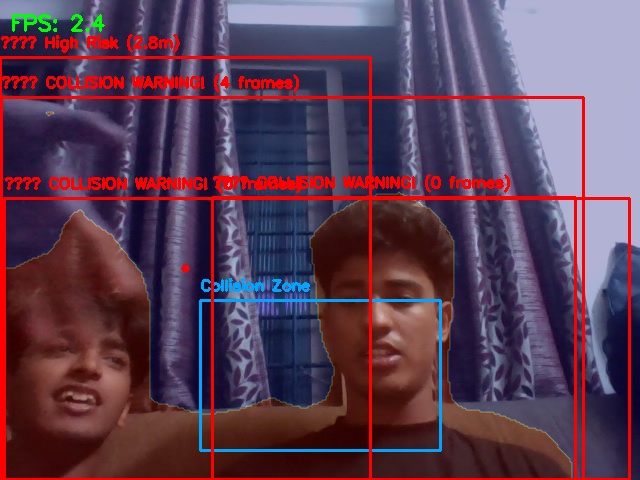 FPS: 2.4
???? High Risk (2.8m)
???? COLLISION WARNING! (4 frames)
???? COLLISION WARNING!
???? COLLISION WARNING! (0 frames)
Collision Zone